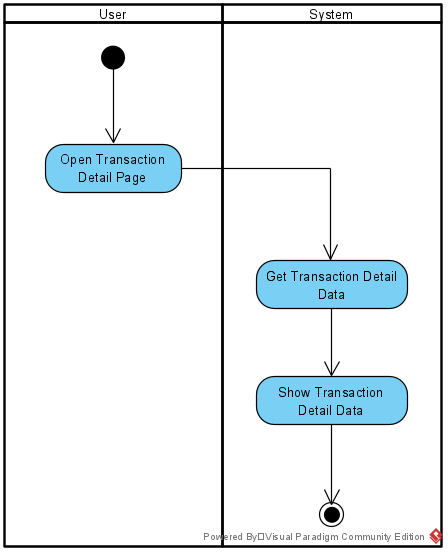 User
System
Open Transaction
Detail Page
Get Transaction Detail
Data
Show Transaction
Detail Data
Powered By□Visual Paradigm Community Edition